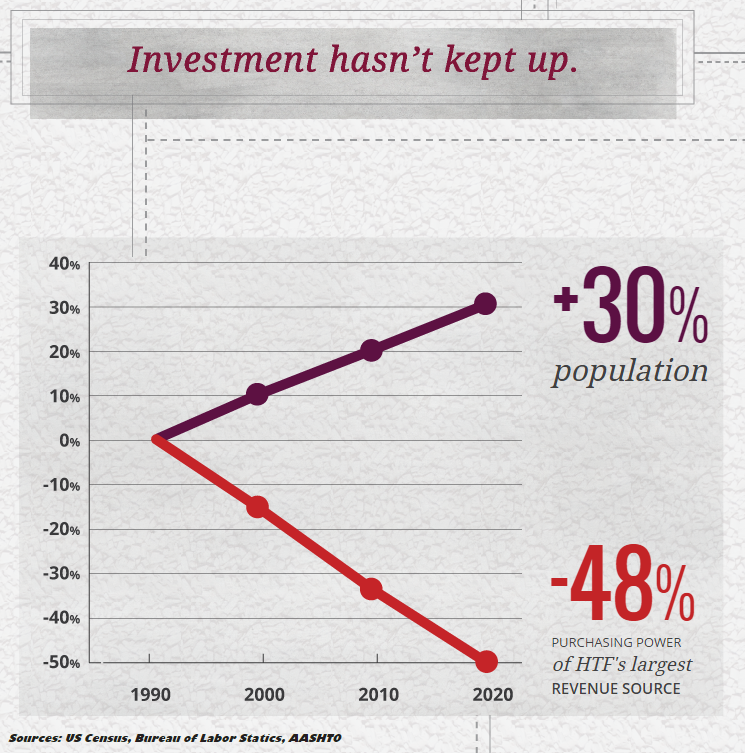 Investment hasn't kept up.
40%
30%
20%
10%
0%
-10%
-20%
-30%
-40%
-50%
1990 2000 2010 2020
+30%
population
-48%
PURCHASING POWER
of HTF's largest
REVENUE SOURCE
Sources: US Census, Bureau of Labor Statics, AASHTO